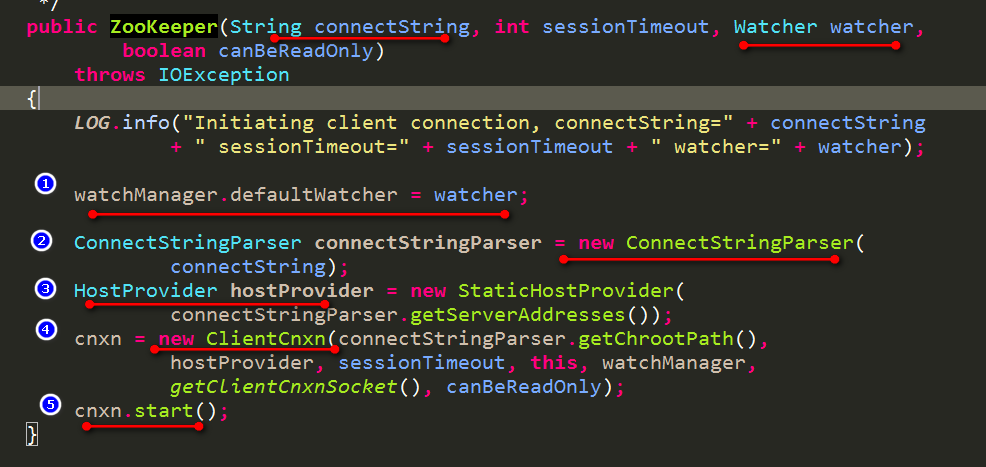 */
public ZooKeeper(String connectString, int sessionTimeout, Watcher watcher,
boolean canBeReadOnly)
throws IOException
{
LOG.info("Initiating client connection, connectString=" + connectString
+ " sessionTimeout=" + sessionTimeout + " watcher=" + watcher);
1 watchManager.defaultWatcher = watcher;
2 ConnectStringParser connectStringParser = new ConnectStringParser(
connectString);
3 HostProvider hostProvider = new StaticHostProvider(
connectStringParser.getServerAddresses());
4 cnxn = new ClientCnxn(connectStringParser.getChrootPath(),
hostProvider, sessionTimeout, this, watchManager,
getClientCnxnSocket(), canBeReadOnly);
5 cnxn.start();
}